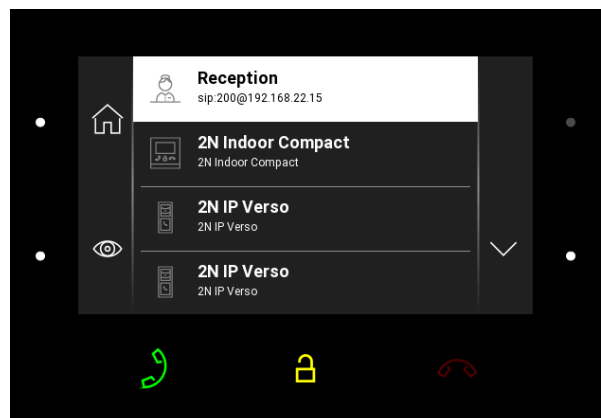 Reception
sip:200@192.168.22.15
2N Indoor Compact
2N Indoor Compact
2N IP Verso
2N IP Verso
2N IP Verso
2N IP Verso